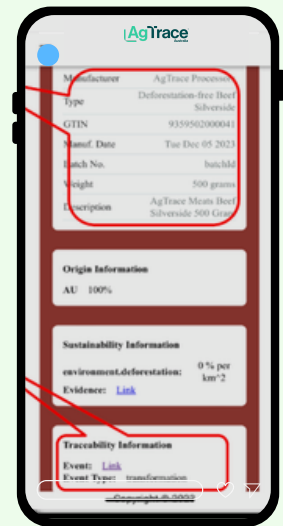 AgTrace
Australia
Manufacturer AgTrace Processor
Type Deforestation-free Beef
Silverside
GTIN 9359502000041
Manuf. Date Tue Dec 05 2023
Batch No. batchId
Weight 500 grams
Description AgTrace Meats Beef
Silverside 500 Gram
Origin Information
AU 100%
Sustainability Information
environment.deforestation: 0 % per
km^2
Evidence: Link
Traceability Information
Event: Link
Event Type: transformation
Copyright ©